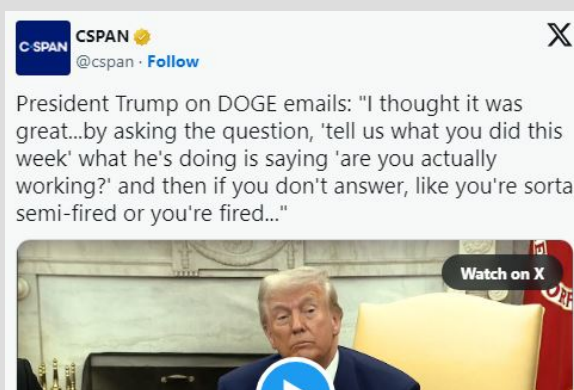 C-SPAN
CSPAN
@cspan · Follow
President Trump on DOGE emails: "I thought it was
great...by asking the question, 'tell us what you did this
week' what he's doing is saying 'are you actually
working?' and then if you don't answer, like you're sorta
semi-fired or you're fired..."
Watch on X